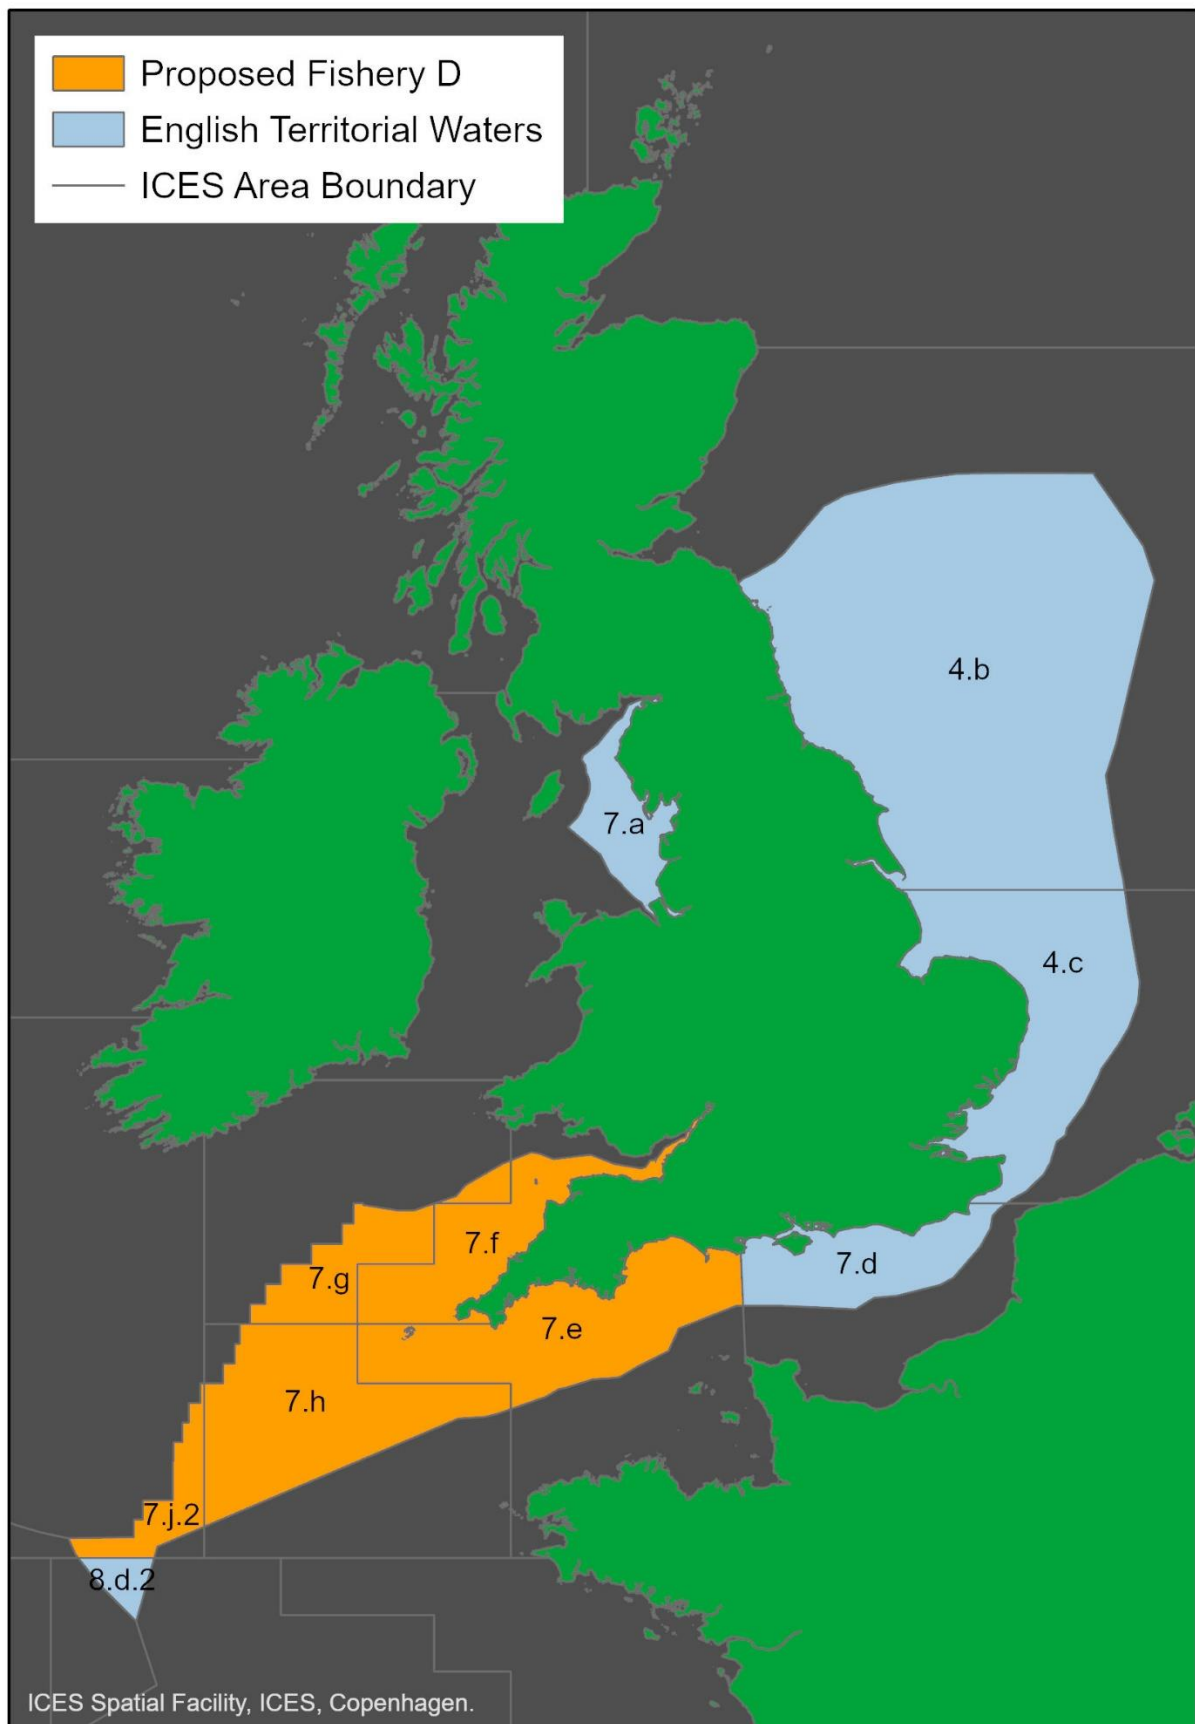 Proposed Fishery D
English Territorial Waters
ICES Area Boundary
4.b
7.a
4.c
7.f
7.d
7.g
7.e
7.h
7.j.2
8.d.2
ICES Spatial Facility, ICES, Copenhagen.